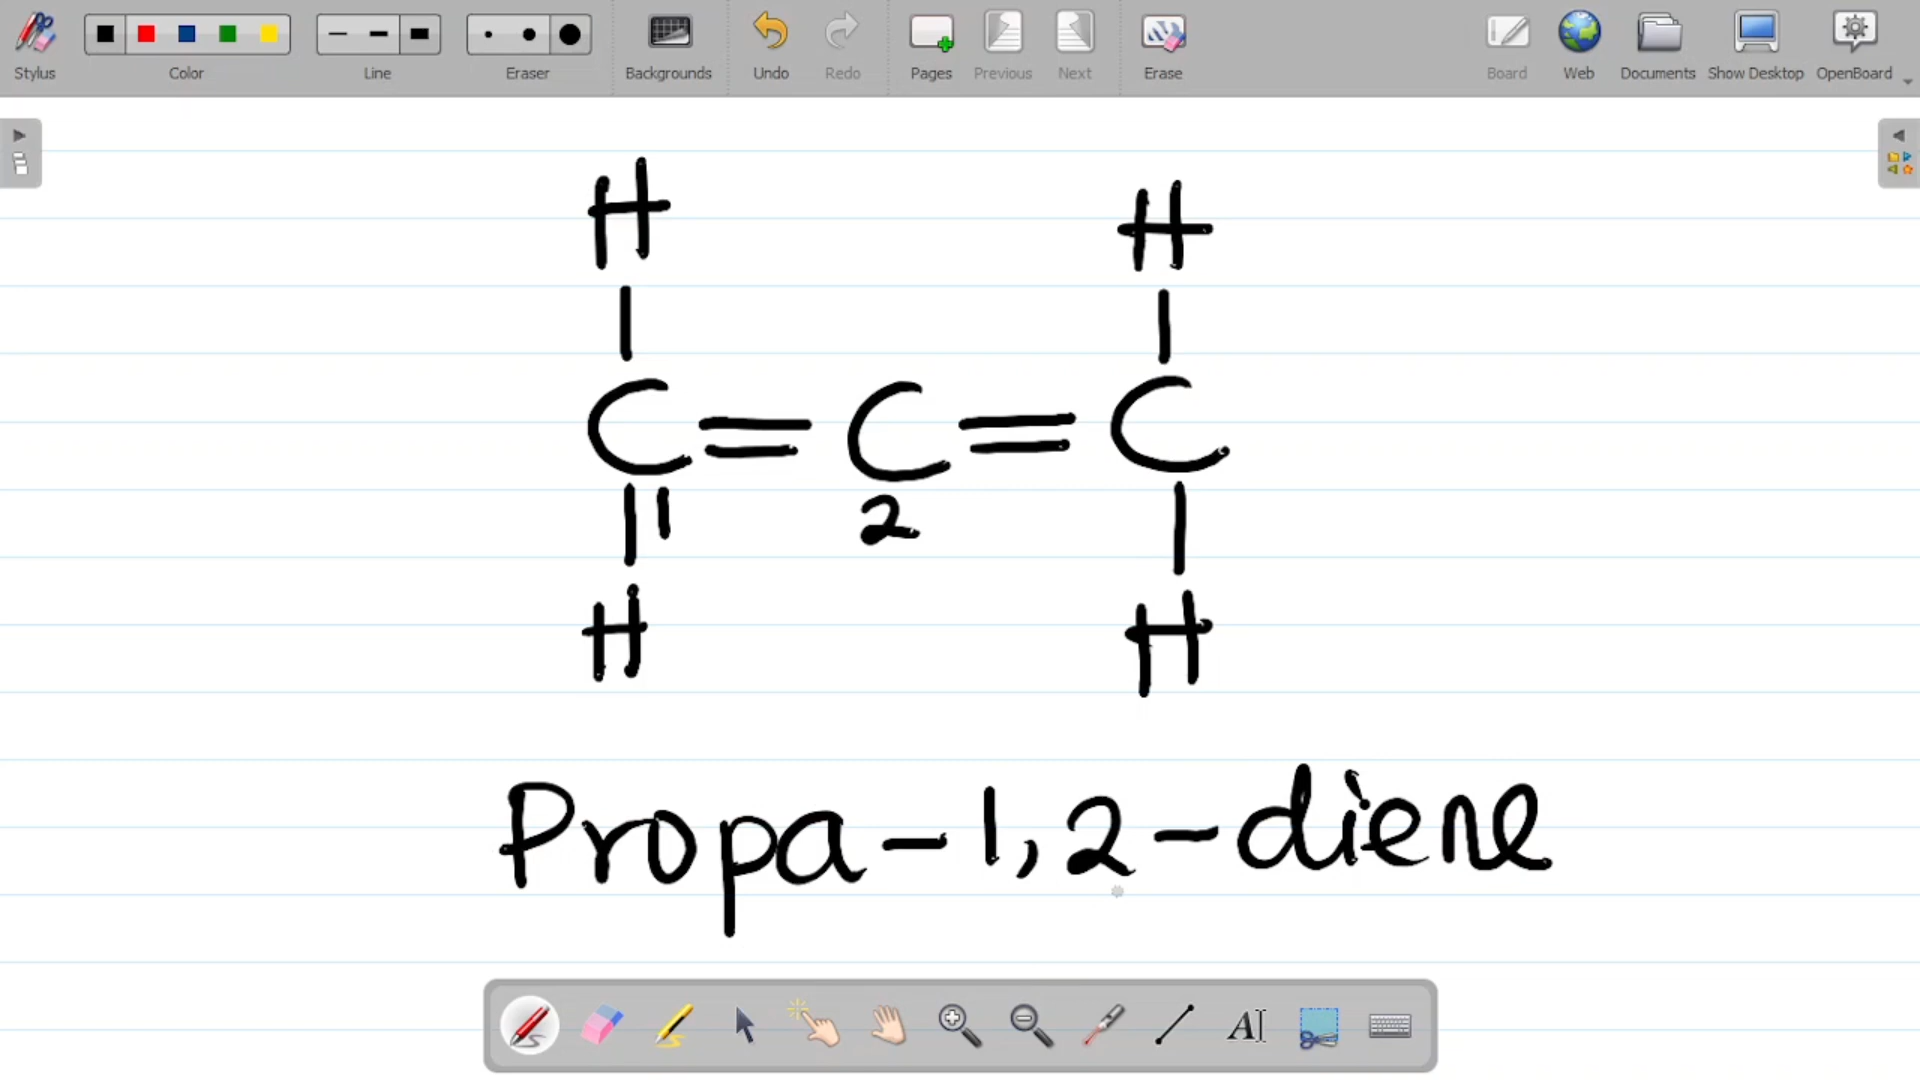 Stylus Color Line Eraser Backgrounds Undo Redo Pages Previous Next Erase Board Web Documents Show Desktop OpenBoard
H H
C = C = C
1 2
H H
Propa-1,2-diene
AI